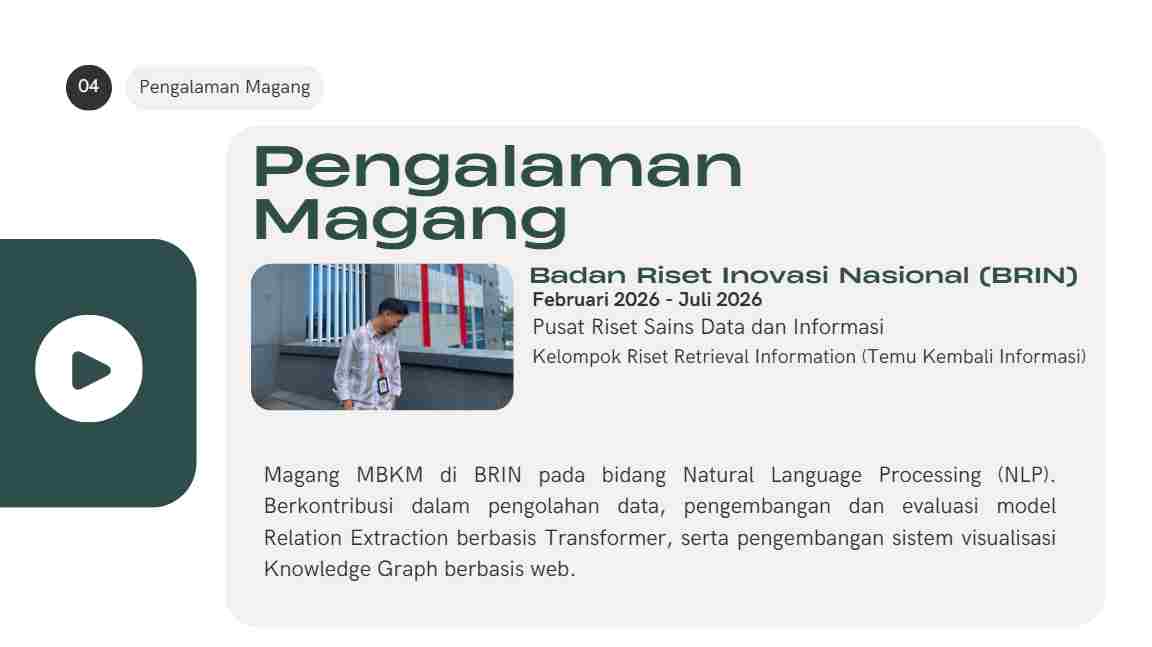 04
Pengalaman Magang
Pengalaman
Magang
Badan Riset Inovasi Nasional (BRIN)
Februari 2026 - Juli 2026
Pusat Riset Sains Data dan Informasi
Kelompok Riset Retrieval Information (Temu Kembali Informasi)
Magang MBKM di BRIN pada bidang Natural Language Processing (NLP).
Berkontribusi dalam pengolahan data, pengembangan dan evaluasi model
Relation Extraction berbasis Transformer, serta pengembangan sistem visualisasi
Knowledge Graph berbasis web.